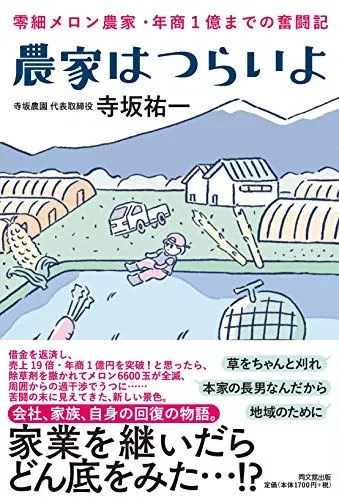 零細メロン農家・年商1億までの奮闘記
農家はつらいよ
寺坂農園 代表取締役 寺坂祐一
借金を返済し、
売上19倍・年商1億円を突破!と思ったら、
除草剤を撒かれてメロン6600玉が全滅、
周囲からの過干渉でうつに……
苦闘の末に見えてきた、新しい景色。
会社、家族、自身の回復の物語。
草をちゃんと刈れ
本家の長男なんだから
地域のために
家業を継いだら
どん底をみた…!?
同文舘出版
定価(本体1700円+税)